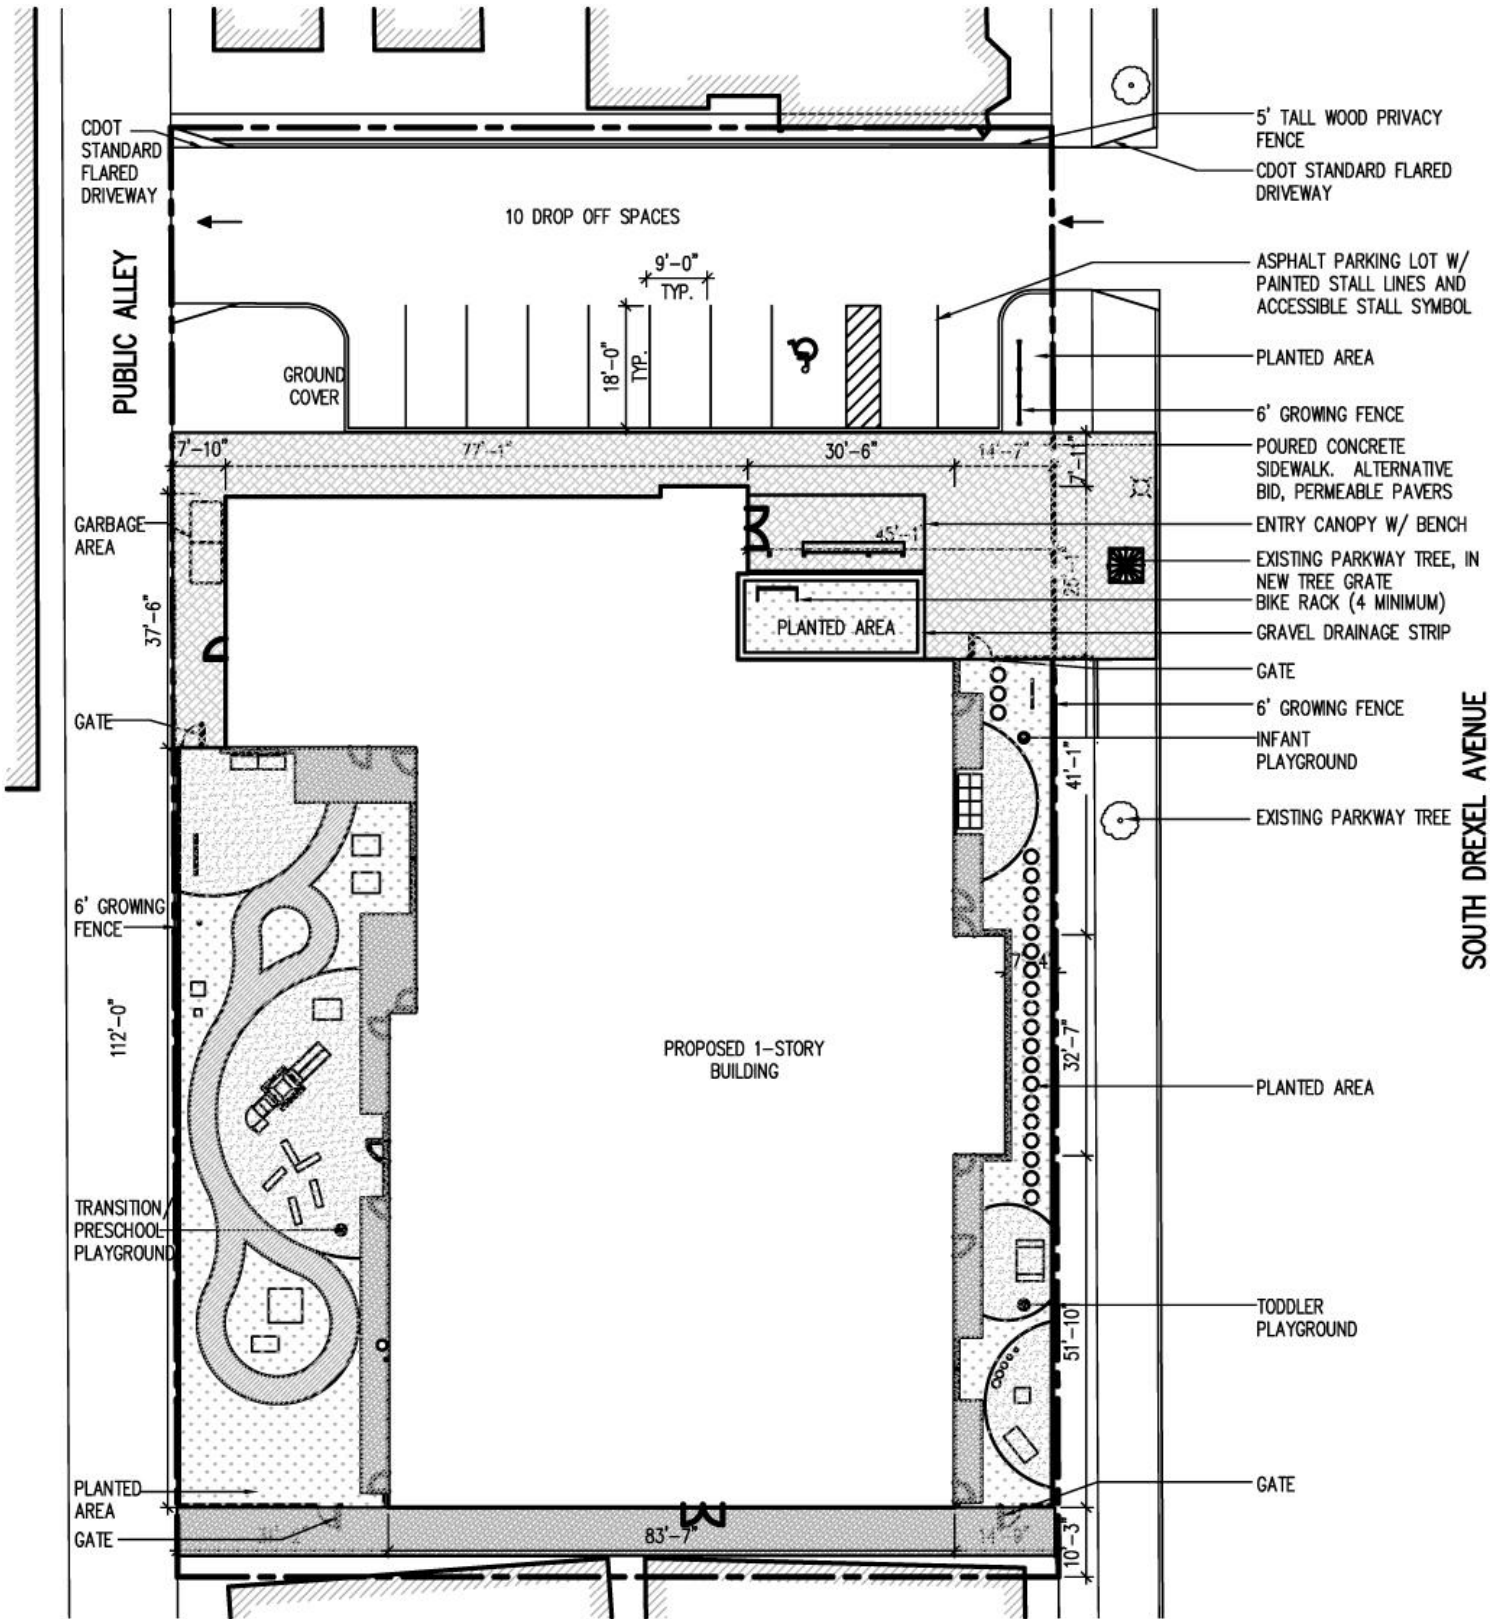 CDOT
STANDARD
FLARED
DRIVEWAY
5' TALL WOOD PRIVACY
FENCE
CDOT STANDARD FLARED
DRIVEWAY
10 DROP OFF SPACES
PUBLIC ALLEY
9'-0"
TYP.
ASPHALT PARKING LOT W/
PAINTED STALL LINES AND
ACCESSIBLE STALL SYMBOL
18'-0"
TYP.
GROUND
COVER
PLANTED AREA
6' GROWING FENCE
7'-10"
77'-1"
30'-6"
14'-7"
7'-11"
POURED CONCRETE
SIDEWALK. ALTERNATIVE
BID, PERMEABLE PAVERS
GARBAGE
AREA
45'-1"
ENTRY CANOPY W/ BENCH
EXISTING PARKWAY TREE, IN
NEW TREE GRATE
BIKE RACK (4 MINIMUM)
37'-6"
PLANTED AREA
GRAVEL DRAINAGE STRIP
GATE
6' GROWING FENCE
GATE
INFANT
PLAYGROUND
41'-1"
SOUTH DREXEL AVENUE
EXISTING PARKWAY TREE
6' GROWING
FENCE
7'-4"
112'-0"
PROPOSED 1-STORY
BUILDING
32'-7"
PLANTED AREA
TRANSITION/
PRESCHOOL
PLAYGROUND
TODDLER
PLAYGROUND
51'-10"
PLANTED
AREA
GATE
GATE
83'-7"
10'-3"